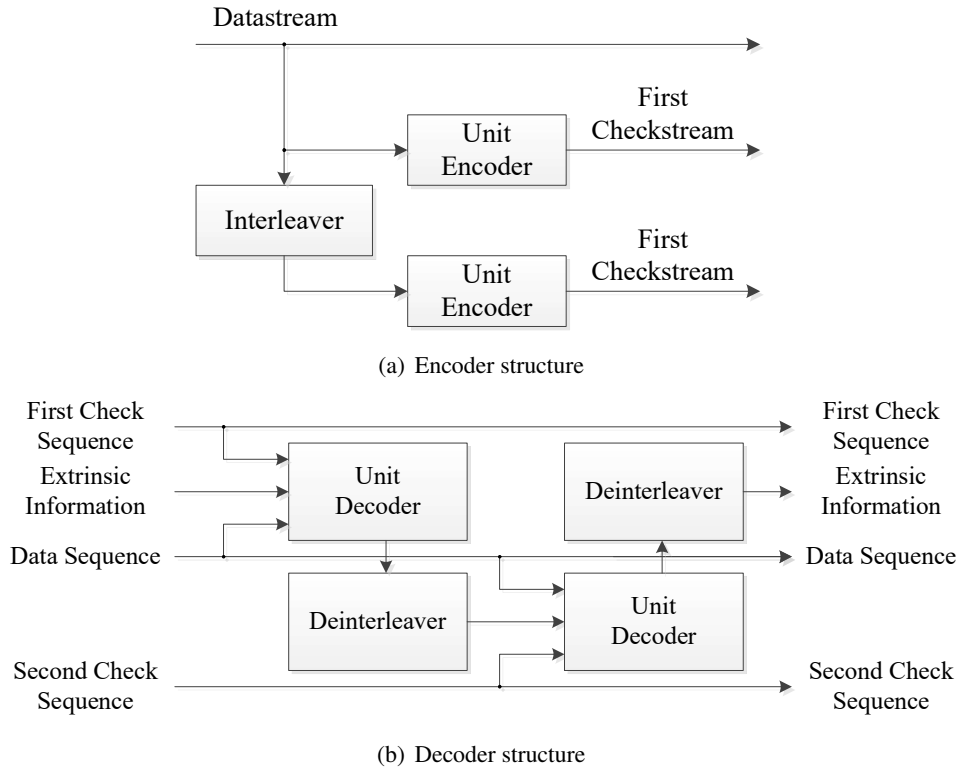 Datastream
First
Checkstream
Unit
Encoder
Interleaver
First
Checkstream
Unit
Encoder
(a) Encoder structure
First Check
Sequence
Extrinsic
Information
Data Sequence
Second Check
Sequence
Unit
Decoder
Deinterleaver
Deinterleaver
Unit
Decoder
First Check
Sequence
Extrinsic
Information
Data Sequence
Second Check
Sequence
(b) Decoder structure